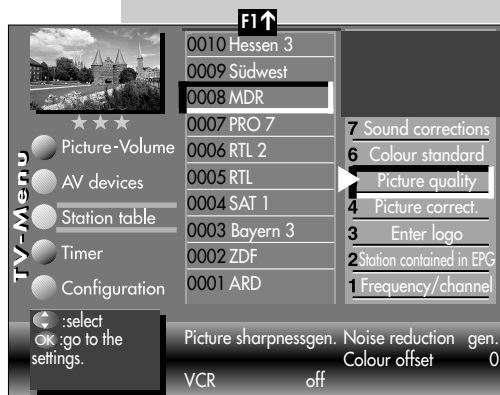 F1↑
0010 Hessen 3
0009 Südwest
0008 MDR
0007 PRO 7
0006 RTL 2
0005 RTL
0004 SAT 1
0003 Bayern 3
0002 ZDF
0001 ARD
TV-Menu
Picture-Volume
AV devices
Station table
Timer
Configuration
7 Sound corrections
6 Colour standard
Picture quality
4 Picture correct.
3 Enter logo
2 Station contained in EPG
1 Frequency/channel
:select
OK :go to the
settings.
Picture sharpnessgen. Noise reduction gen.
Colour offset 0
VCR off